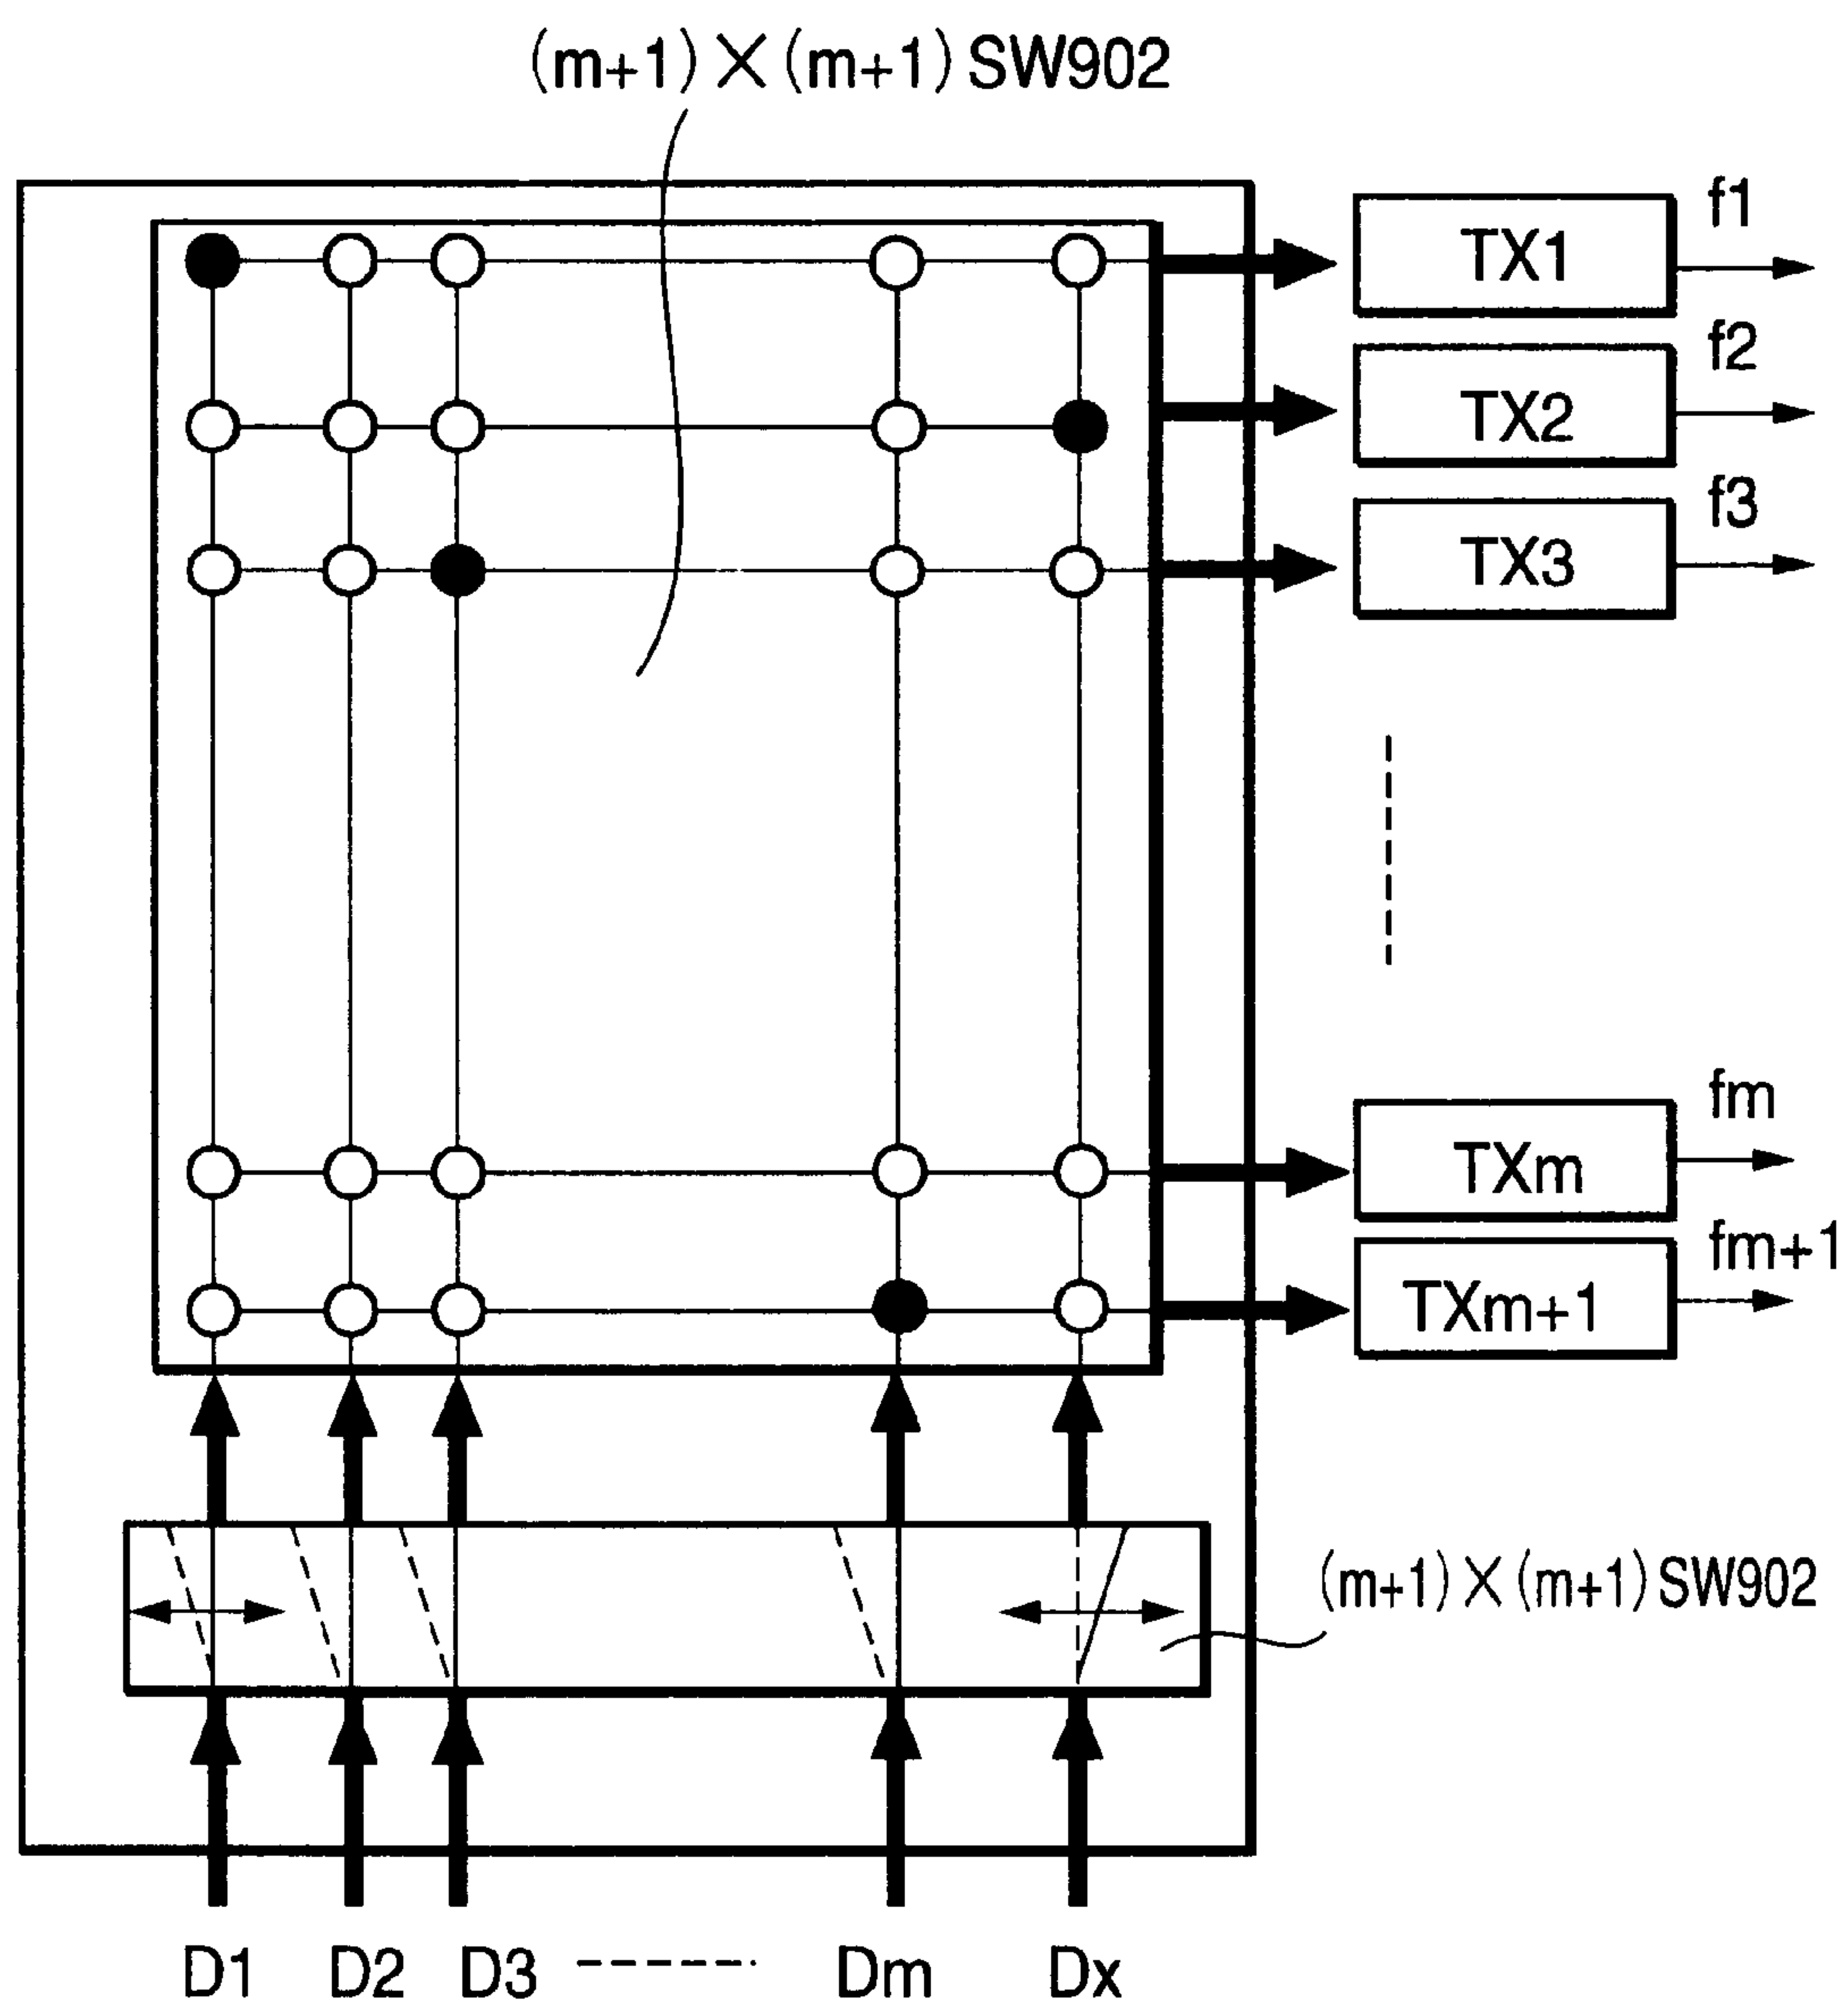 (m+1)×(m+1)SW902
f1
TX1
f2
TX2
f3
TX3
fm
TXm
fm+1
TXm+1
(m+1)×(m+1)SW902
D1 D2 D3 ------ Dm Dx